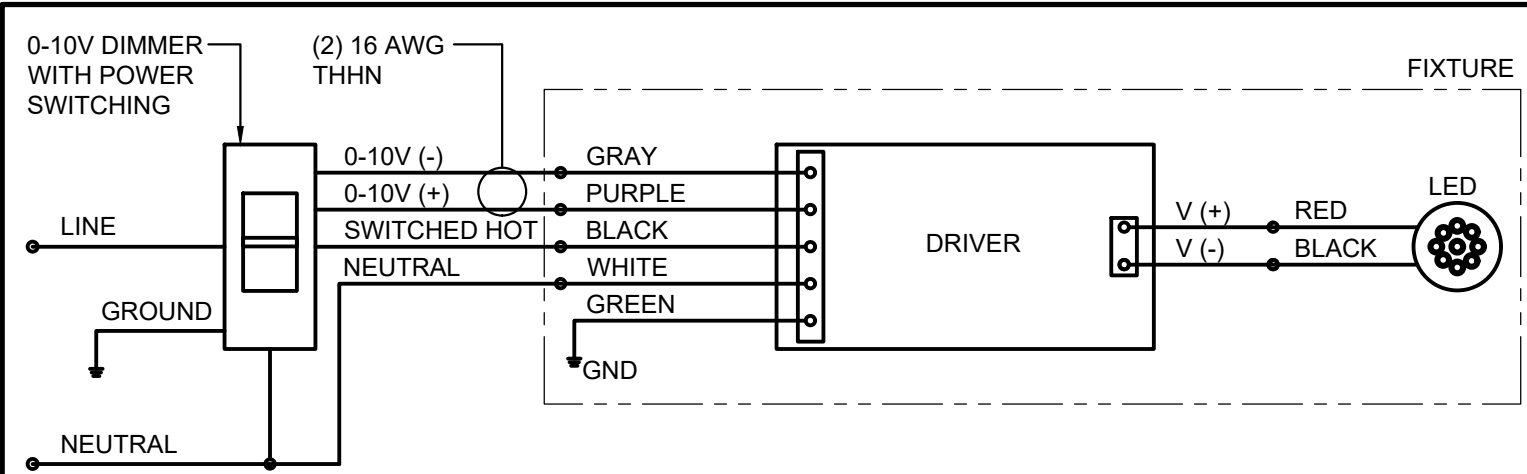 0-10V DIMMER
WITH POWER
SWITCHING
(2) 16 AWG
THHN
FIXTURE
0-10V (-)
GRAY
0-10V (+)
PURPLE
LINE
SWITCHED HOT
BLACK
NEUTRAL
WHITE
GROUND
GREEN
GND
DRIVER
V (+)
RED
V (-)
BLACK
LED
NEUTRAL